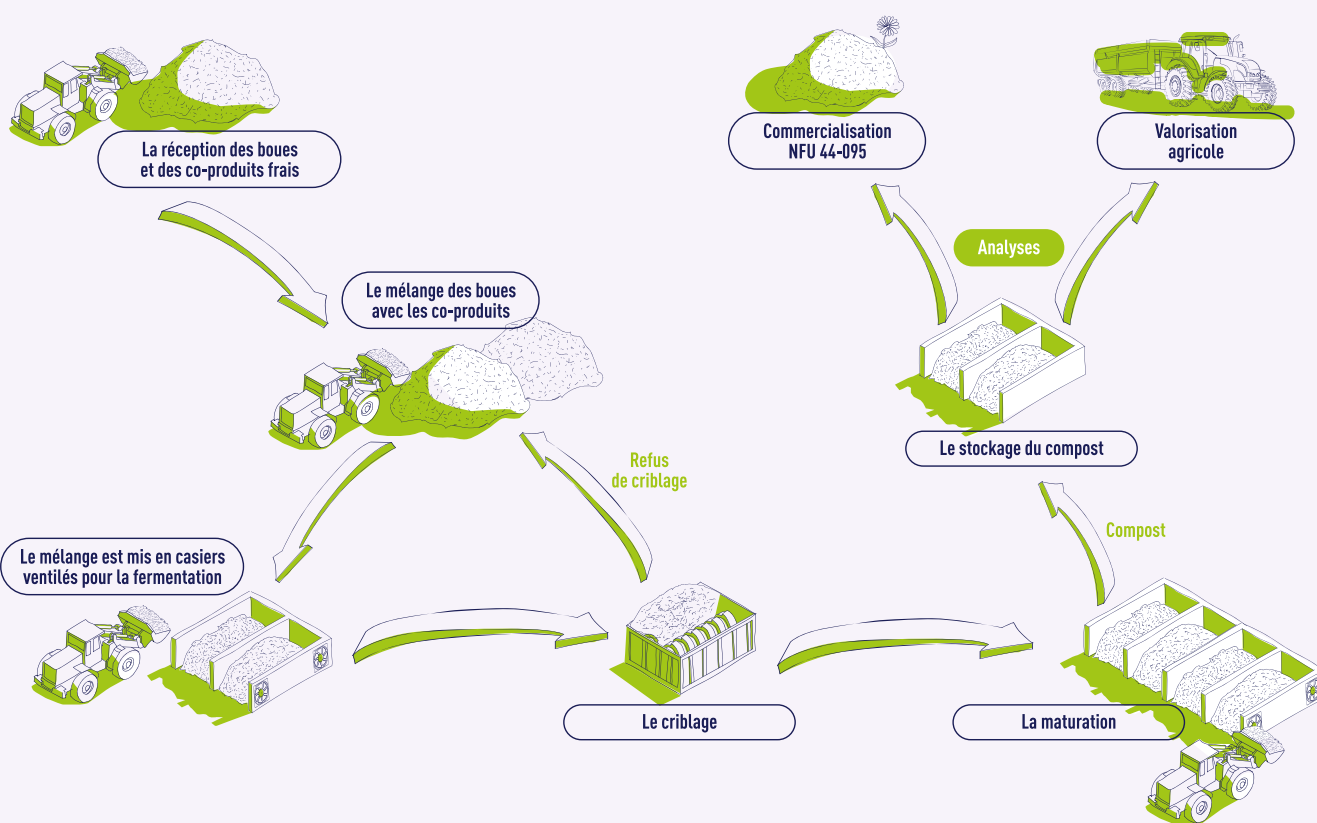 La réception des boues
et des co-produits frais
Le mélange des boues
avec les co-produits
Le mélange est mis en casiers
ventilés pour la fermentation
Refus
de criblage
Le criblage
La maturation
Compost
Le stockage du compost
Analyses
Commercialisation
NFU 44-095
Valorisation
agricole